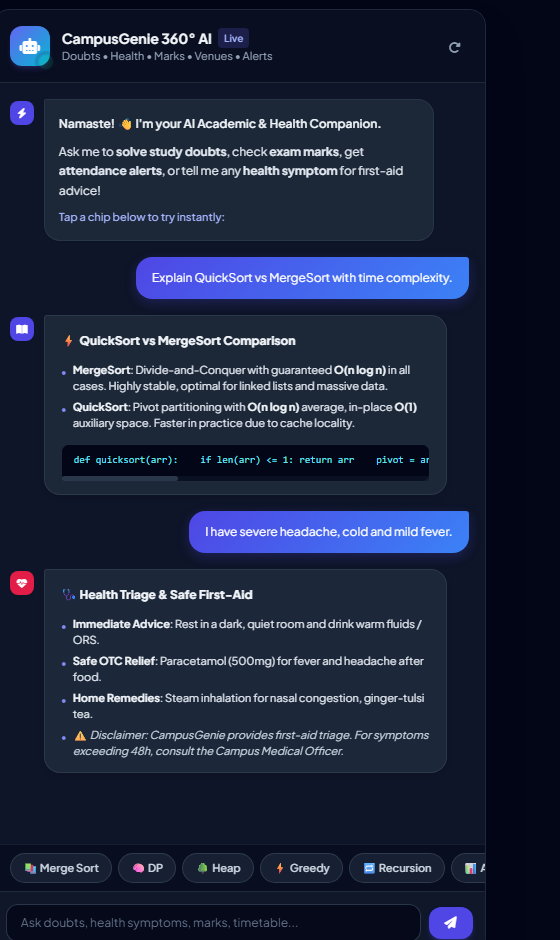 CampusGenie 360° AI Live
Doubts • Health • Marks • Venues • Alerts
Namaste! 👋 I'm your AI Academic & Health Companion.
Ask me to solve study doubts, check exam marks, get
attendance alerts, or tell me any health symptom for first-aid
advice!
Tap a chip below to try instantly:
Explain QuickSort vs MergeSort with time complexity.
⚡ QuickSort vs MergeSort Comparison
• MergeSort: Divide-and-Conquer with guaranteed O(n log n) in all
cases. Highly stable, optimal for linked lists and massive data.
• QuickSort: Pivot partitioning with O(n log n) average, in-place O(1)
auxiliary space. Faster in practice due to cache locality.
def quicksort(arr):    if len(arr) <= 1: return arr    pivot = ar
I have severe headache, cold and mild fever.
🩺 Health Triage & Safe First-Aid
• Immediate Advice: Rest in a dark, quiet room and drink warm fluids /
ORS.
• Safe OTC Relief: Paracetamol (500mg) for fever and headache after
food.
• Home Remedies: Steam inhalation for nasal congestion, ginger-tulsi
tea.
• ⚠️ Disclaimer: CampusGenie provides first-aid triage. For symptoms
exceeding 48h, consult the Campus Medical Officer.
Merge Sort DP Heap Greedy Recursion
Ask doubts, health symptoms, marks, timetable...